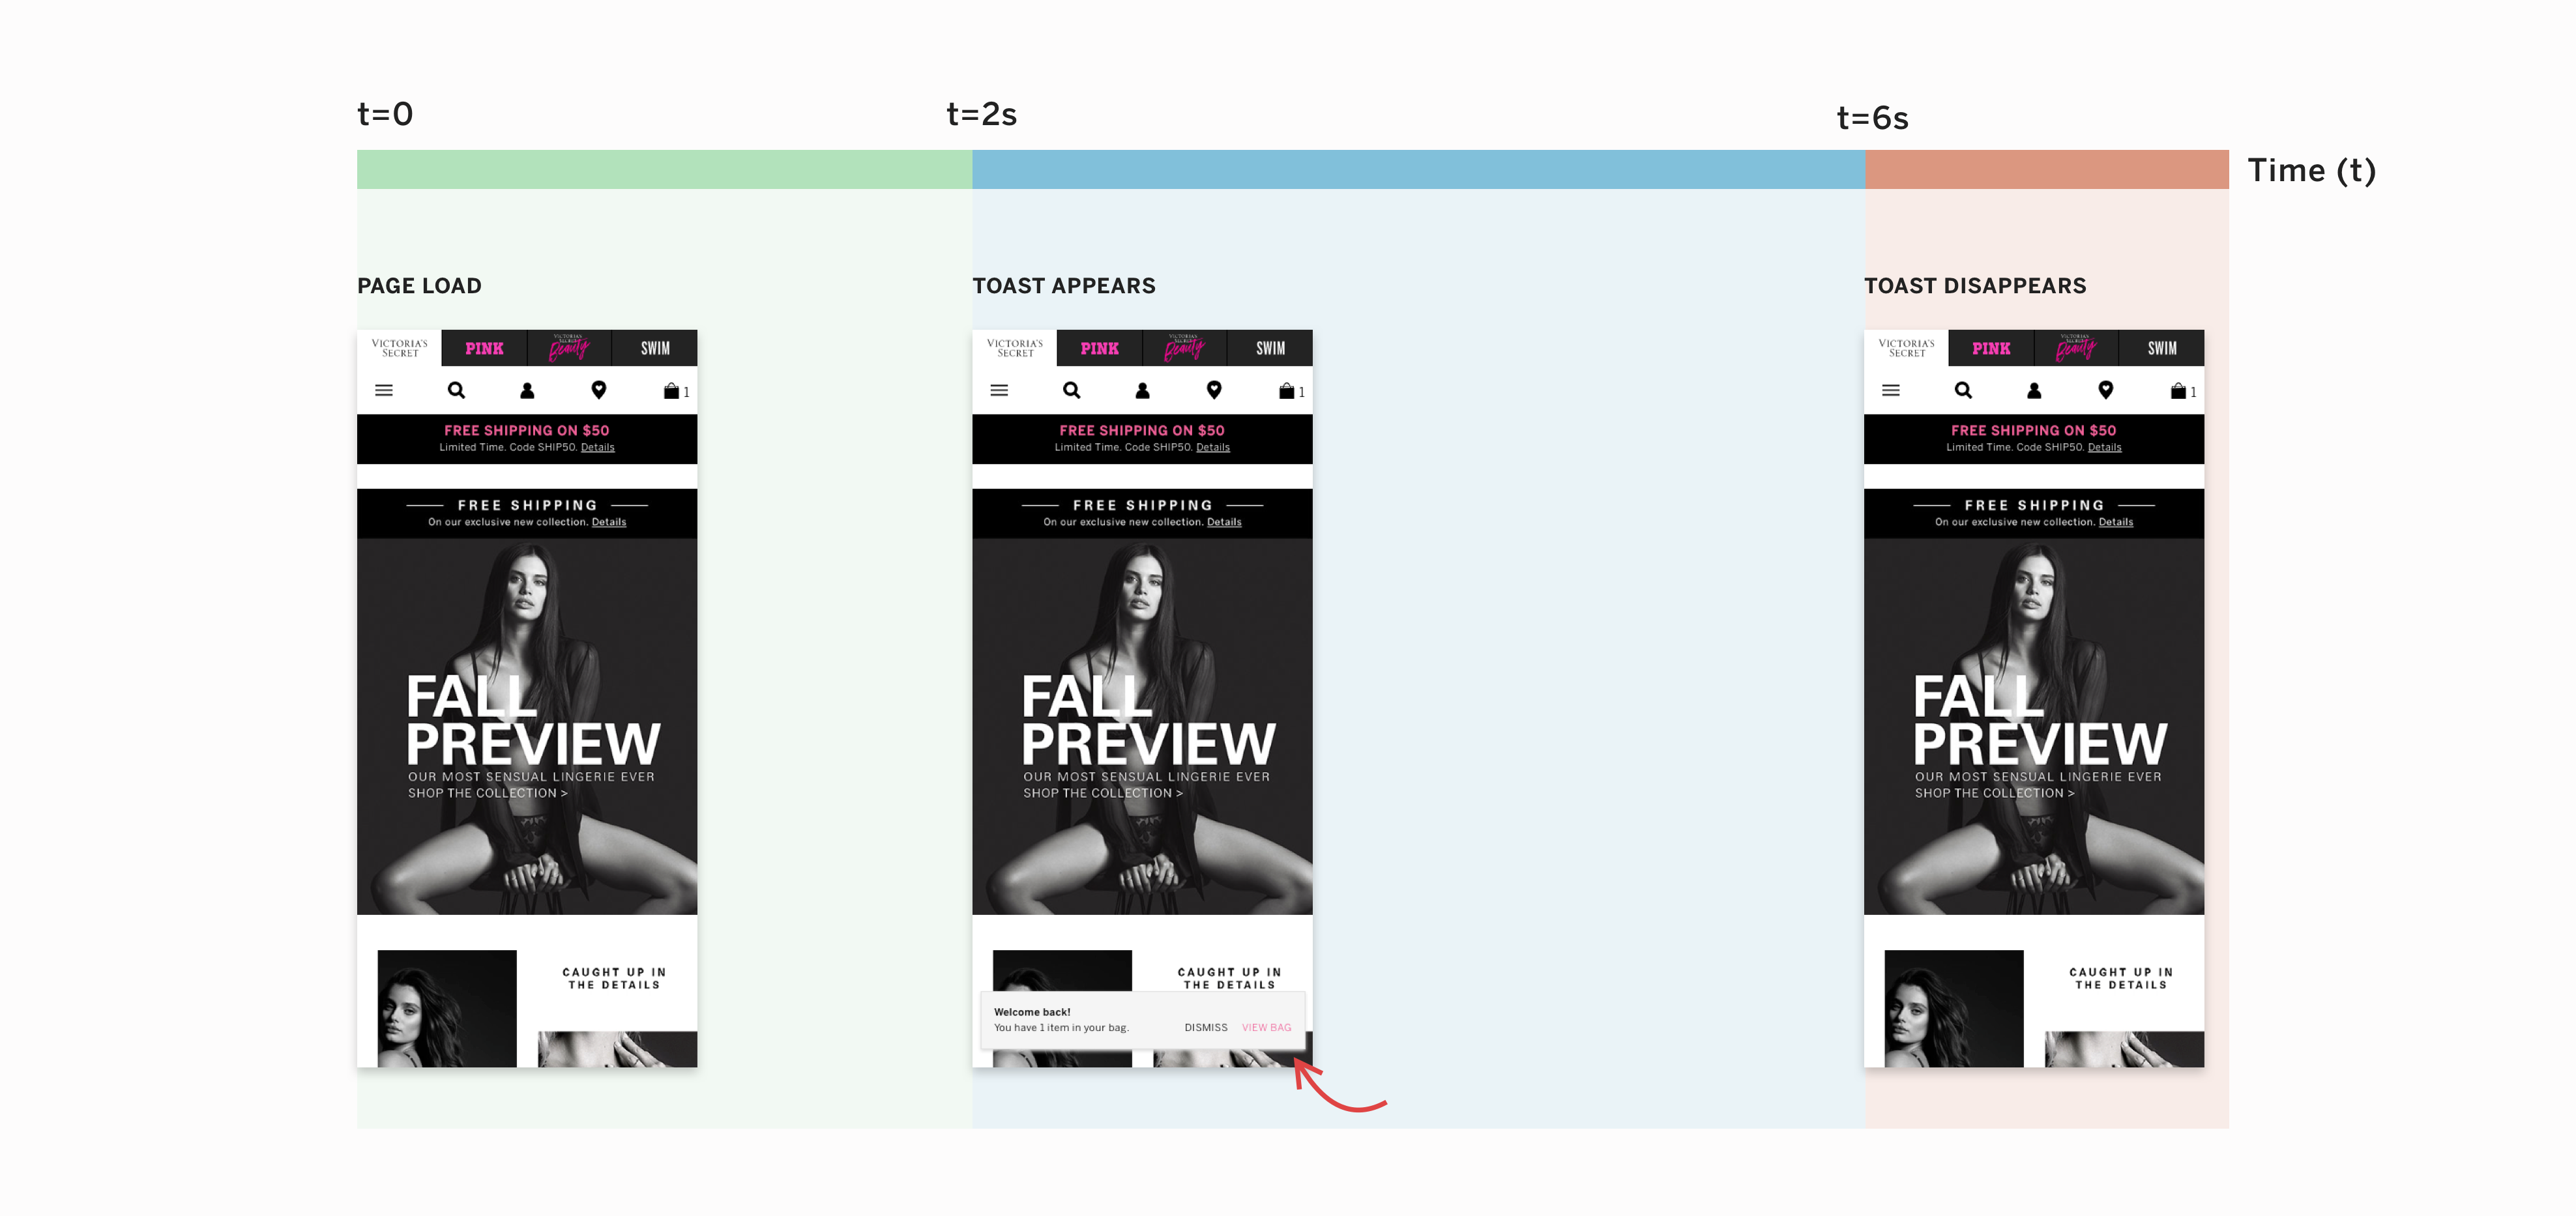 t=0
t=2s
t=6s
Time (t)
PAGE LOAD
VICTORIA'S
SECRET
PINK
VICTORIA'S
SECRET
Beauty
SWIM
1
FREE SHIPPING ON $50
Limited Time. Code SHIP50. Details
FREE SHIPPING
On our exclusive new collection. Details
FALL
PREVIEW
OUR MOST SENSUAL LINGERIE EVER
SHOP THE COLLECTION >
CAUGHT UP IN
THE DETAILS
TOAST APPEARS
VICTORIA'S
SECRET
PINK
VICTORIA'S
SECRET
Beauty
SWIM
1
FREE SHIPPING ON $50
Limited Time. Code SHIP50. Details
FREE SHIPPING
On our exclusive new collection. Details
FALL
PREVIEW
OUR MOST SENSUAL LINGERIE EVER
SHOP THE COLLECTION >
CAUGHT UP IN
THE DETAILS
Welcome back!
You have 1 item in your bag. DISMISS VIEW BAG
TOAST DISAPPEARS
VICTORIA'S
SECRET
PINK
VICTORIA'S
SECRET
Beauty
SWIM
1
FREE SHIPPING ON $50
Limited Time. Code SHIP50. Details
FREE SHIPPING
On our exclusive new collection. Details
FALL
PREVIEW
OUR MOST SENSUAL LINGERIE EVER
SHOP THE COLLECTION >
CAUGHT UP IN
THE DETAILS